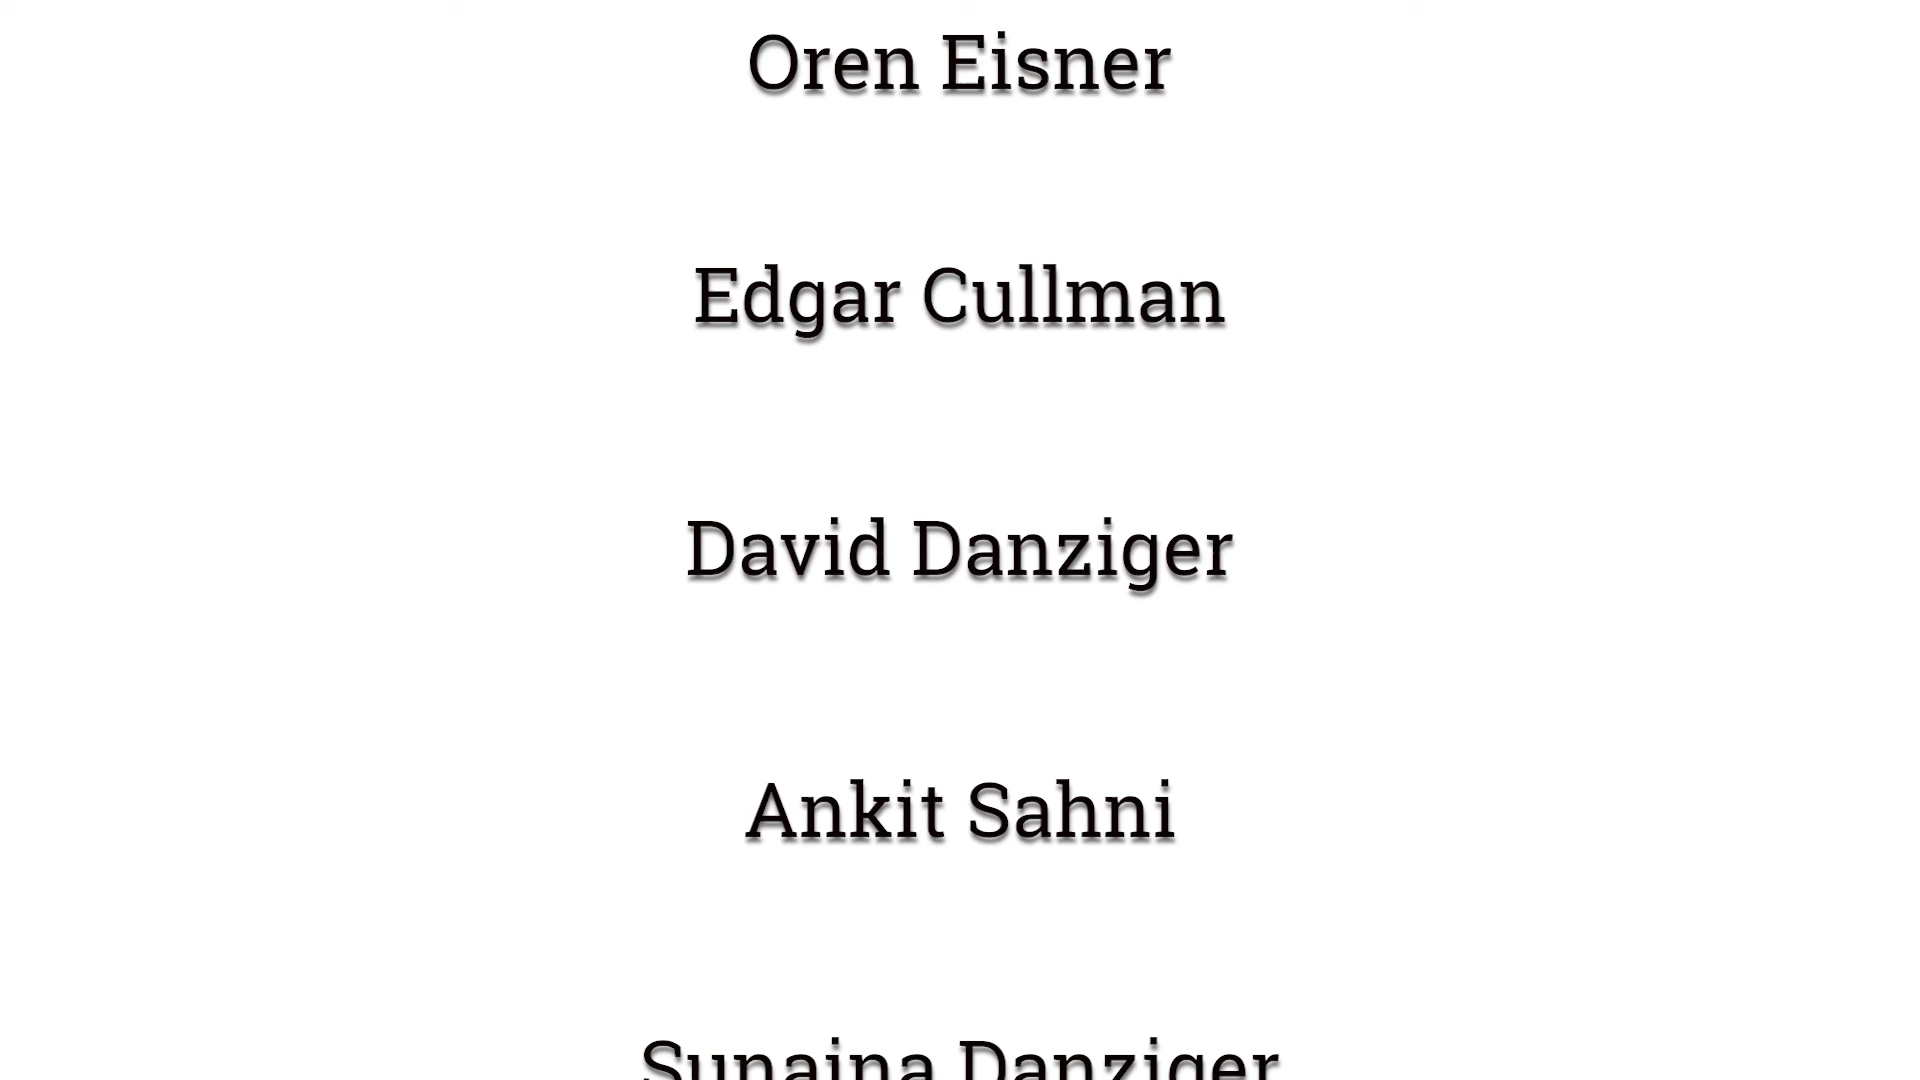 Oren Eisner
Edgar Cullman
David Danziger
Ankit Sahni
Sunaina Danziger